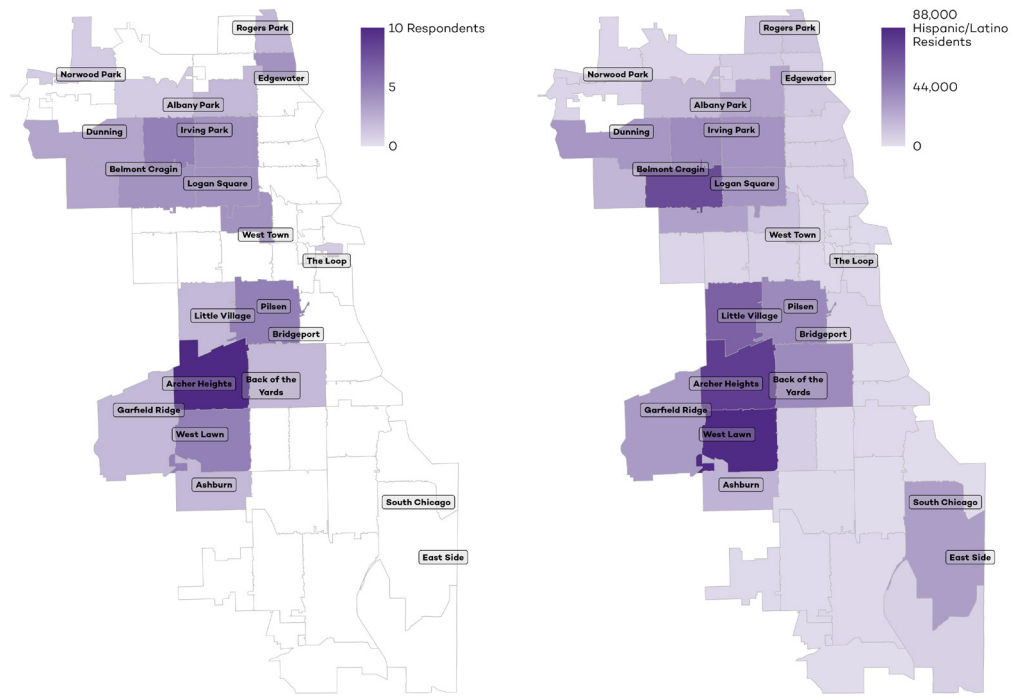 Rogers Park
Norwood Park
Edgewater
Albany Park
Dunning
Irving Park
Belmont Cragin
Logan Square
West Town
The Loop
Little Village
Pilsen
Bridgeport
Archer Heights
Back of the
Yards
Garfield Ridge
West Lawn
Ashburn
South Chicago
East Side
10 Respondents
5
0
Rogers Park
Norwood Park
Edgewater
Albany Park
Dunning
Irving Park
Belmont Cragin
Logan Square
West Town
The Loop
Little Village
Pilsen
Bridgeport
Archer Heights
Back of the
Yards
Garfield Ridge
West Lawn
Ashburn
South Chicago
East Side
88,000
Hispanic/Latino
Residents
44,000
0